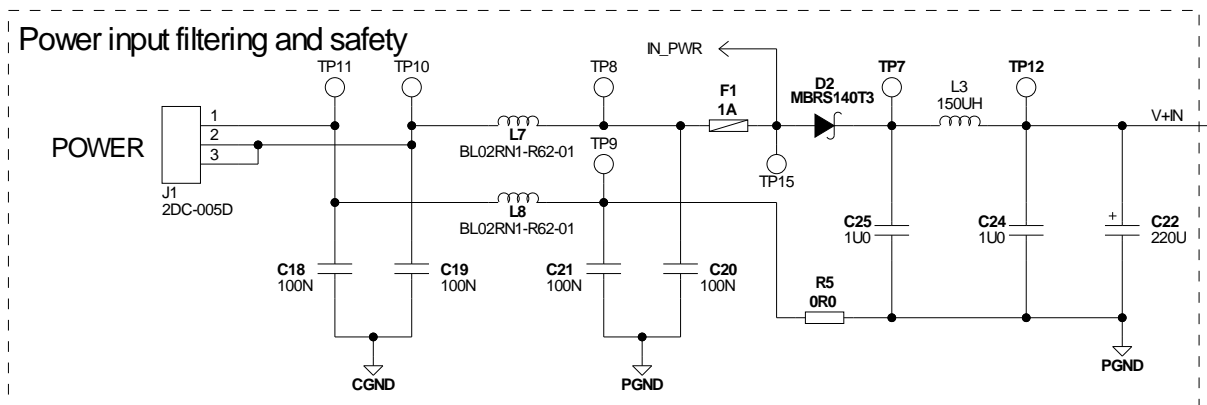 Power input filtering and safety
IN_PWR
TP11
TP10
TP8
F1
1A
D2
MBRS140T3
TP7
L3
150UH
TP12
V+IN
1
2
3
POWER
J1
2DC-005D
L7
BL02RN1-R62-01
TP9
TP15
L8
BL02RN1-R62-01
C18
100N
C19
100N
C21
100N
C20
100N
C25
1U0
C24
1U0
+
C22
220U
R5
0R0
CGND
PGND
PGND